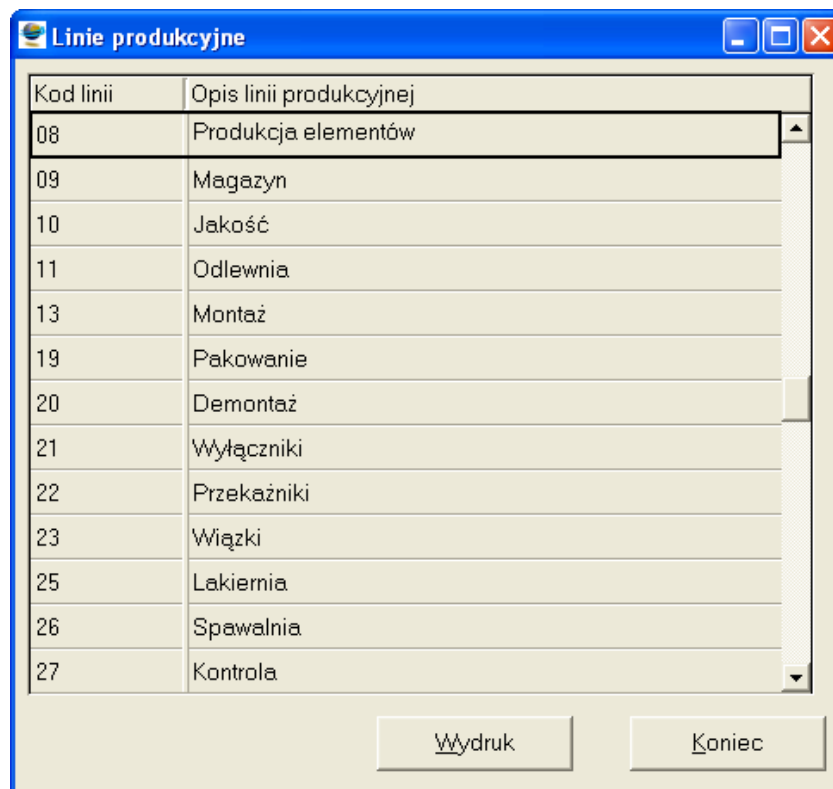 Linie produkcyjne
Kod linii Opis linii produkcyjnej
08 Produkcja elementów
09 Magazyn
10 Jakość
11 Odlewnia
13 Montaż
19 Pakowanie
20 Demontaż
21 Wyłączniki
22 Przekaźniki
23 Wiązki
25 Lakiernia
26 Spawalnia
27 Kontrola
Wydruk Koniec